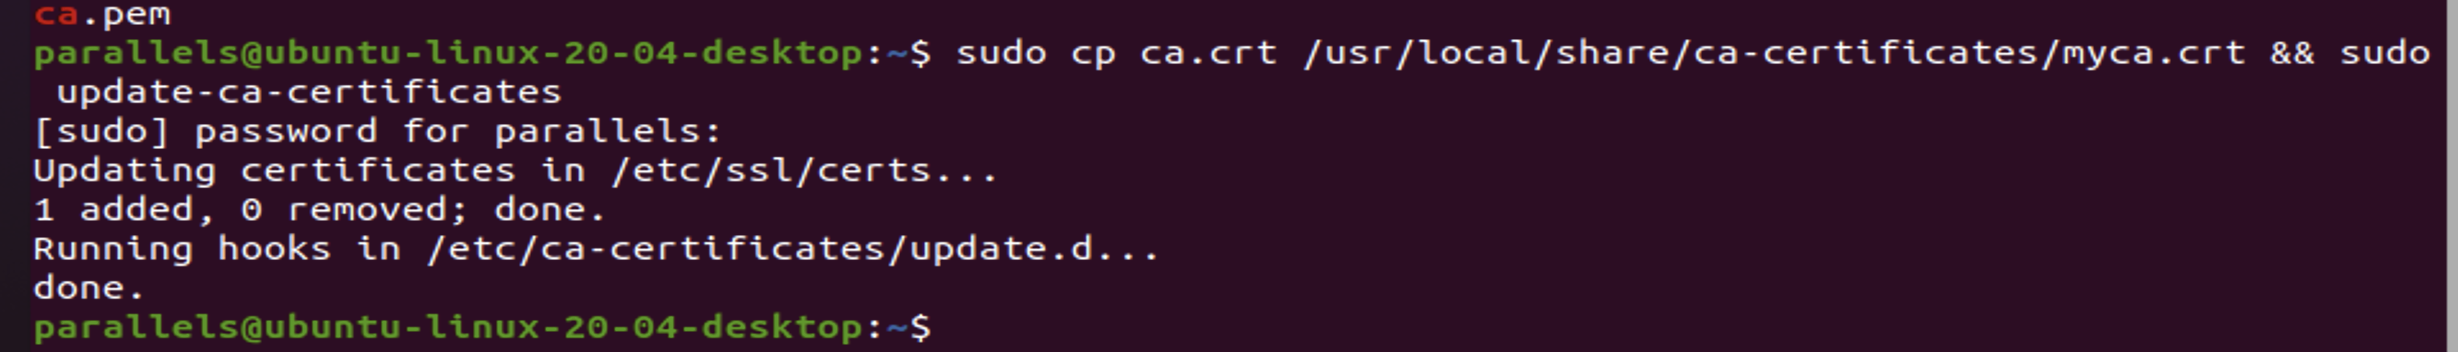 ca.pem
parallels@ubuntu-linux-20-04-desktop:~$ sudo cp ca.crt /usr/local/share/ca-certificates/myca.crt && sudo
 update-ca-certificates
[sudo] password for parallels:
Updating certificates in /etc/ssl/certs...
1 added, 0 removed; done.
Running hooks in /etc/ca-certificates/update.d...
done.
parallels@ubuntu-linux-20-04-desktop:~$